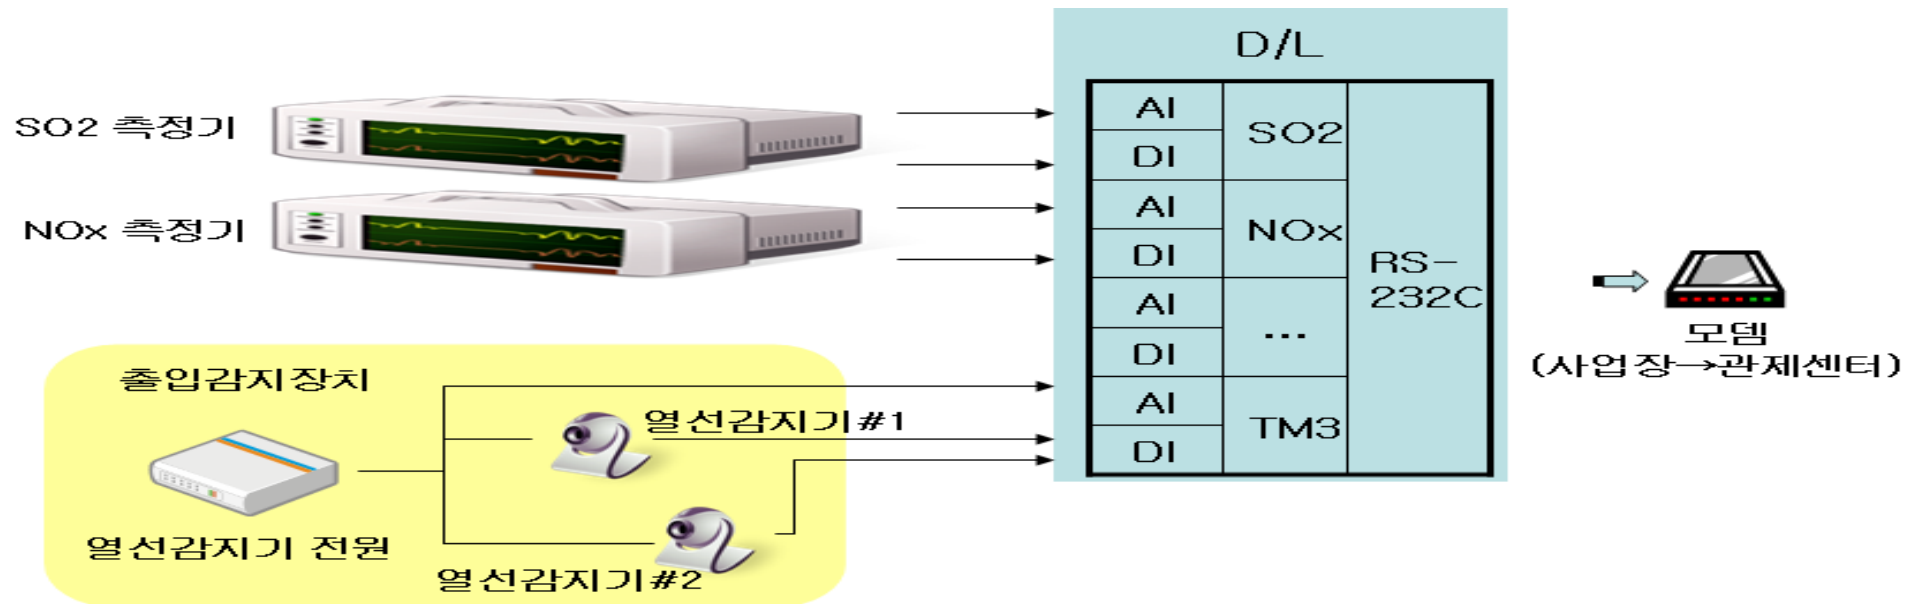 D/L
SO2 측정기
NOx 측정기
AI
DI
SO2
AI
DI
NOx
AI
DI
...
AI
DI
TM3
RS-
232C
모뎀
(사업장→관제센터)
출입감지장치
열선감지기#1
열선감지기 전원
열선감지기#2